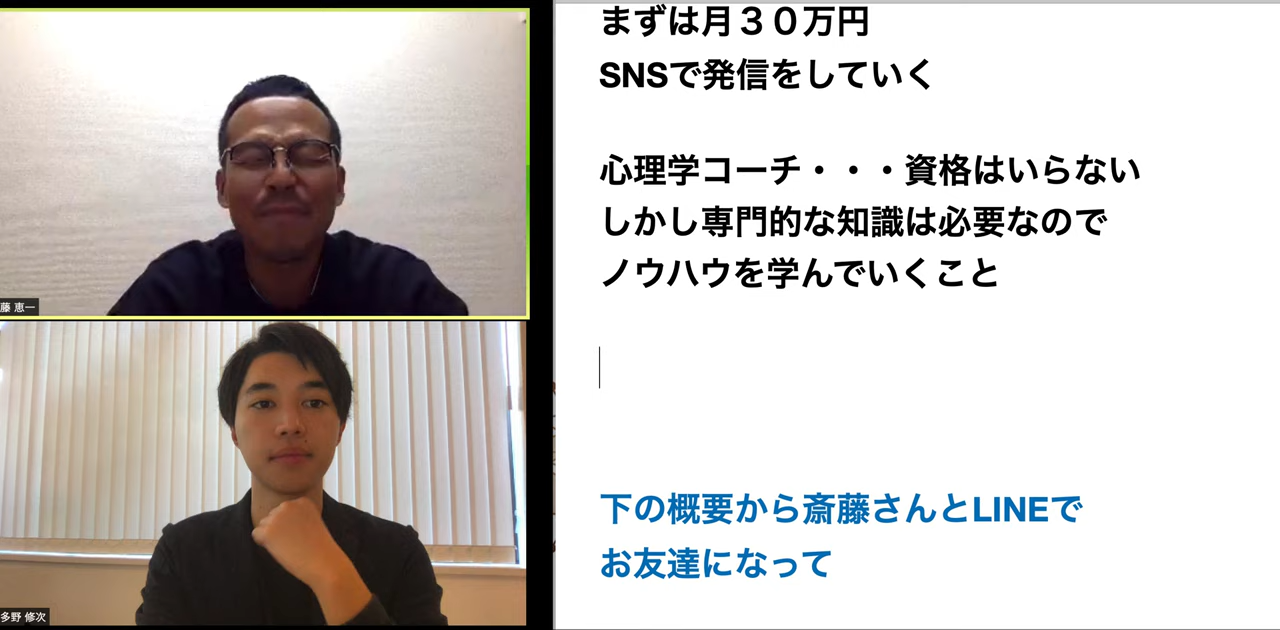 まずは月３０万円
SNSで発信をしていく
心理学コーチ・・・資格はいらない
しかし専門的な知識は必要なので
ノウハウを学んでいくこと
下の概要から斎藤さんとLINEで
お友達になって
藤 恵一
多野 修次